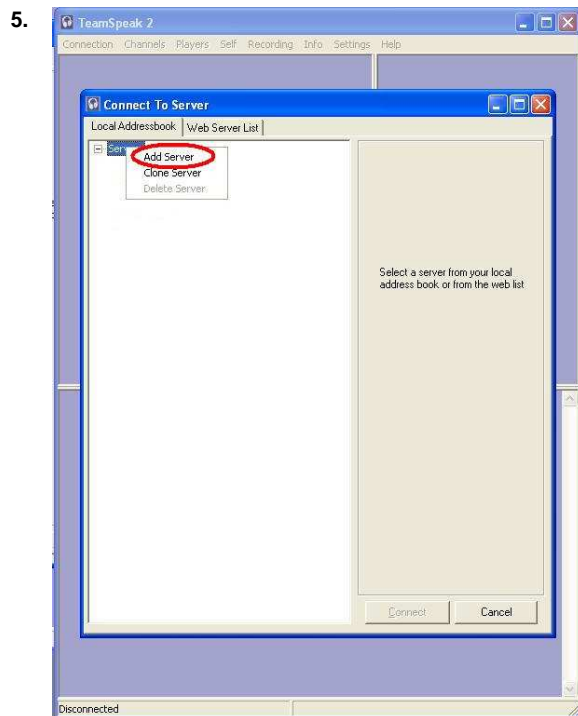 5.
TeamSpeak 2
Connection Channels Players Self Recording Info Settings Help
Connect To Server
Local Addressbook Web Server List
Add Server
Clone Server
Delete Server
Select a server from your local
address book or from the web list
Connect Cancel
Disconnected